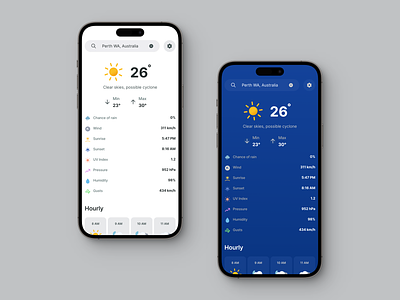 Perth WA, Australia
26°
Clear skies, possible cyclone
Min
23°
Max
30°
Chance of rain 0%
Wind 311 km/h
Sunrise 5:47 PM
Sunset 8:16 AM
UV Index 1.2
Pressure 952 hPa
Humidity 98%
Gusts 434 km/h
Hourly
8 AM 9 AM 10 AM 11 AM
Perth WA, Australia
26°
Clear skies, possible cyclone
Min
23°
Max
30°
Chance of rain 0%
Wind 311 km/h
Sunrise 5:47 PM
Sunset 8:16 AM
UV Index 1.2
Pressure 952 hPa
Humidity 98%
Gusts 434 km/h
Hourly
8 AM 9 AM 10 AM 11 AM